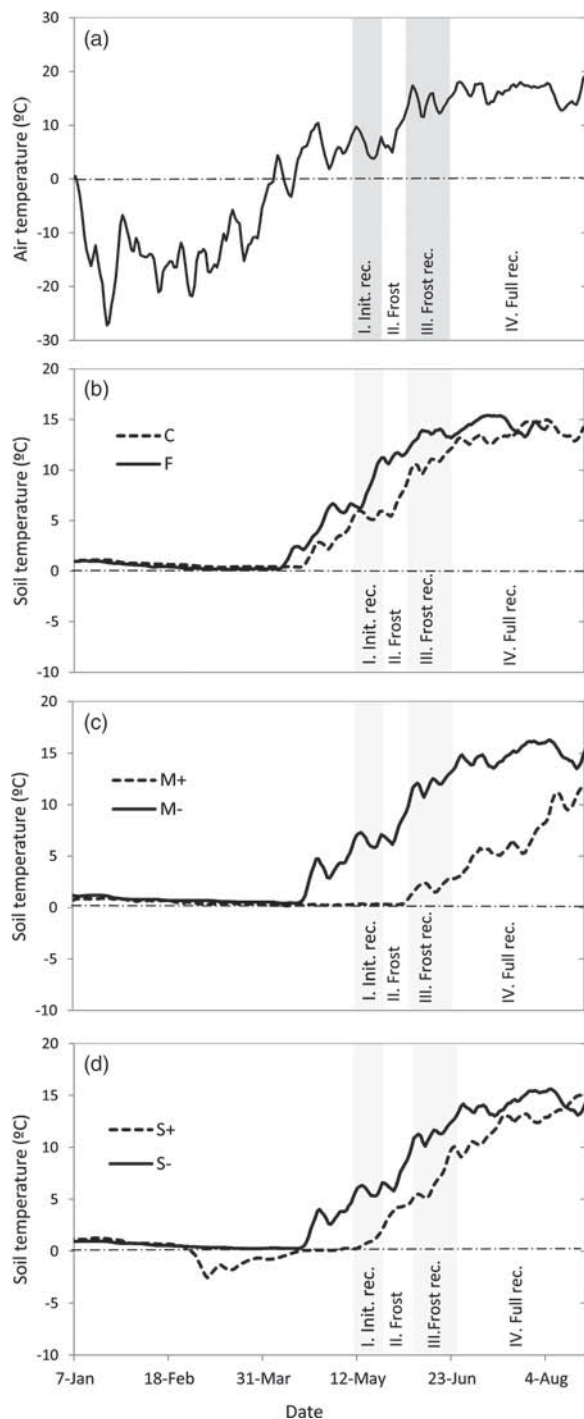 (a)
30
20
10
0
-10
-20
-30
Air temperature (ºC)
I. Init. rec.
II. Frost
III. Frost rec.
IV. Full rec.
(b)
20
15
10
5
0
-5
-10
Soil temperature (ºC)
C
F
I. Init. rec.
II. Frost
III. Frost rec.
IV. Full rec.
(c)
20
15
10
5
0
-5
-10
Soil temperature (ºC)
M+
M-
I. Init. rec.
II. Frost
III. Frost rec.
IV. Full rec.
(d)
20
15
10
5
0
-5
-10
Soil temperature (ºC)
S+
S-
I. Init. rec.
II. Frost
III.Frost rec.
IV. Full rec.
7-Jan 18-Feb 31-Mar 12-May 23-Jun 4-Aug
Date